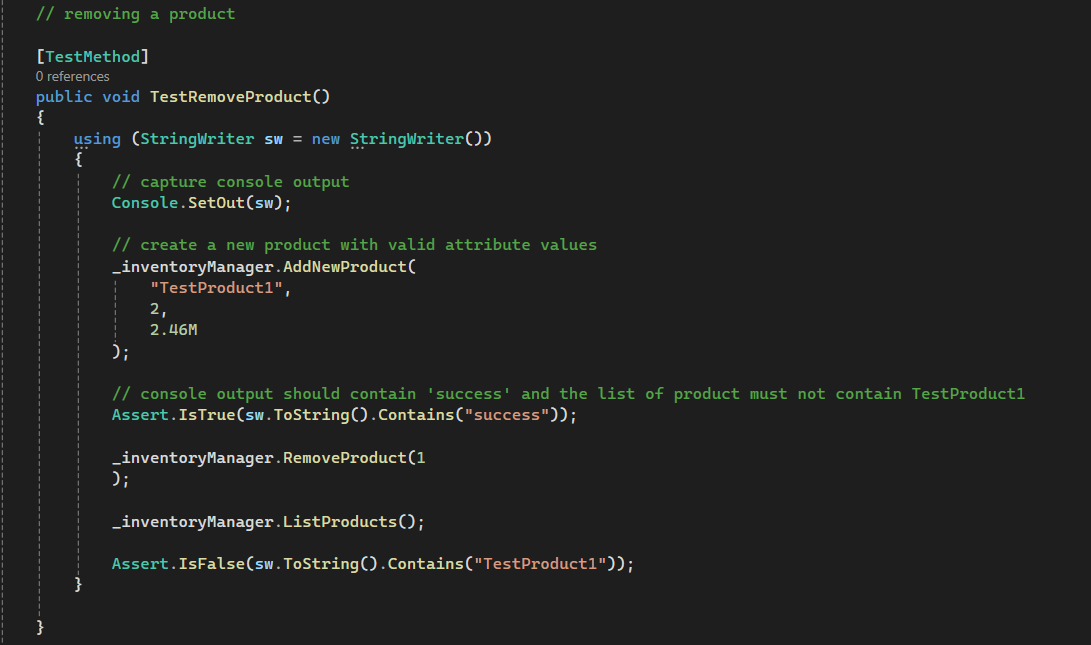 // removing a product
[TestMethod]
0 references
public void TestRemoveProduct()
{
using (StringWriter sw = new StringWriter())
{
// capture console output
Console.SetOut(sw);
// create a new product with valid attribute values
_inventoryManager.AddNewProduct(
"TestProduct1",
2,
2.46M
);
// console output should contain 'success' and the list of product must not contain TestProduct1
Assert.IsTrue(sw.ToString().Contains("success"));
_inventoryManager.RemoveProduct(1
);
_inventoryManager.ListProducts();
Assert.IsFalse(sw.ToString().Contains("TestProduct1"));
}
}